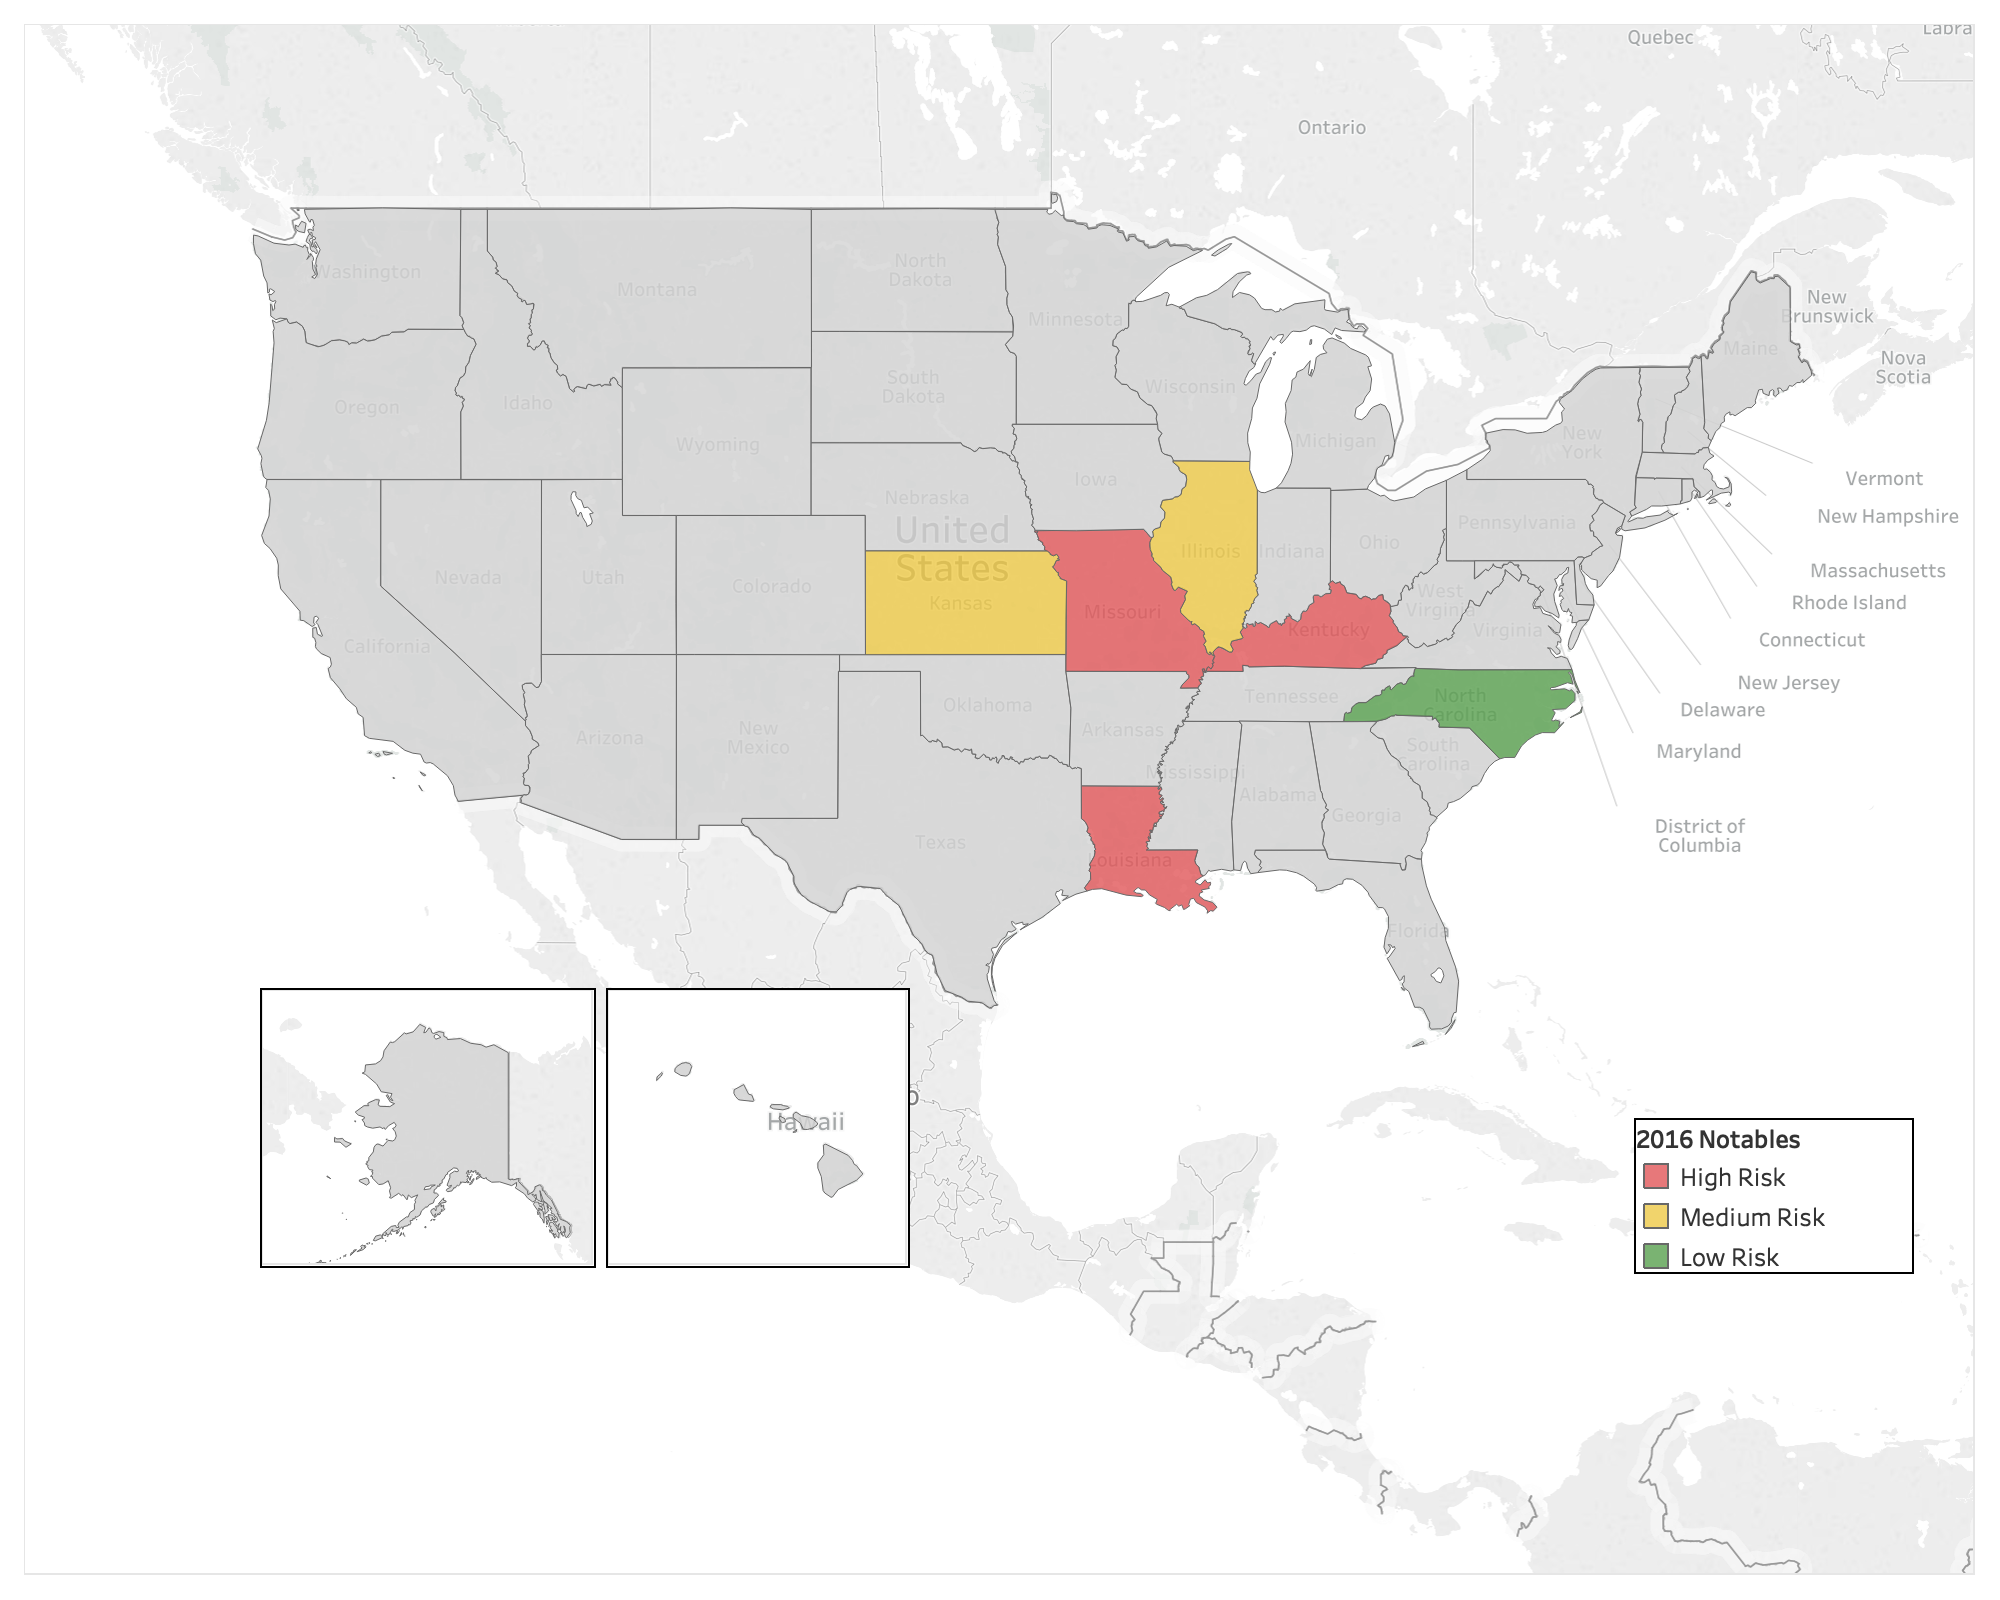 Quebec
Labra
Ontario
New
Brunswick
Nova
Scotia
Washington
Montana
North
Dakota
Minnesota
Maine
Oregon
Idaho
South
Dakota
Wisconsin
Wyoming
Michigan
New
York
Vermont
Iowa
Nebraska
New Hampshire
United
States
Pennsylvania
Ohio
Illinois
Indiana
Massachusetts
Nevada
Utah
Colorado
Kansas
Missouri
West
Virginia
Rhode Island
Kentucky
Virginia
Connecticut
California
New Jersey
Oklahoma
Tennessee
North
Carolina
Delaware
Arizona
New
Mexico
Arkansas
South
Carolina
Maryland
Mississippi
Alabama
Georgia
District of
Columbia
Texas
Louisiana
Florida
o
Hawaii
2016 Notables
High Risk
Medium Risk
Low Risk